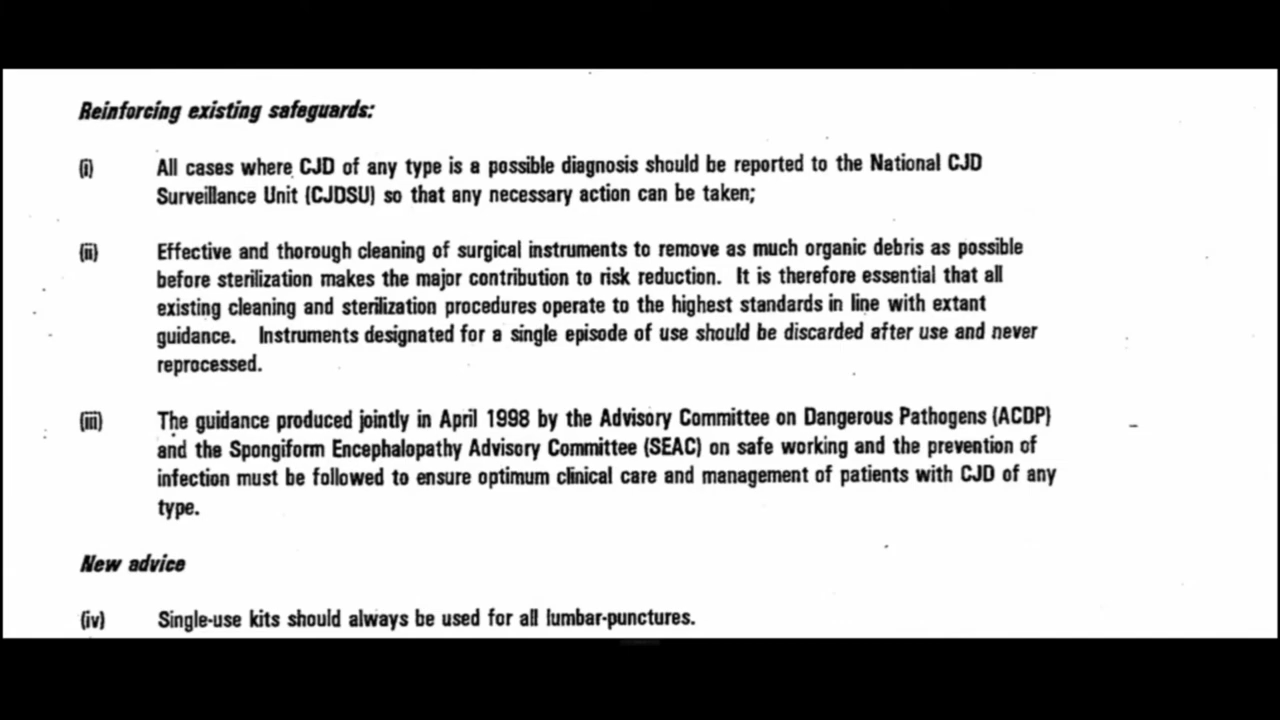 Reinforcing existing safeguards:
(i) All cases where CJD of any type is a possible diagnosis should be reported to the National CJD
Surveillance Unit (CJDSU) so that any necessary action can be taken;
(ii) Effective and thorough cleaning of surgical instruments to remove as much organic debris as possible
before sterilization makes the major contribution to risk reduction. It is therefore essential that all
existing cleaning and sterilization procedures operate to the highest standards in line with extant
guidance. Instruments designated for a single episode of use should be discarded after use and never
reprocessed.
(iii) The guidance produced jointly in April 1998 by the Advisory Committee on Dangerous Pathogens (ACDP)
and the Spongiform Encephalopathy Advisory Committee (SEAC) on safe working and the prevention of
infection must be followed to ensure optimum clinical care and management of patients with CJD of any
type.
New advice
(iv) Single-use kits should always be used for all lumbar-punctures.